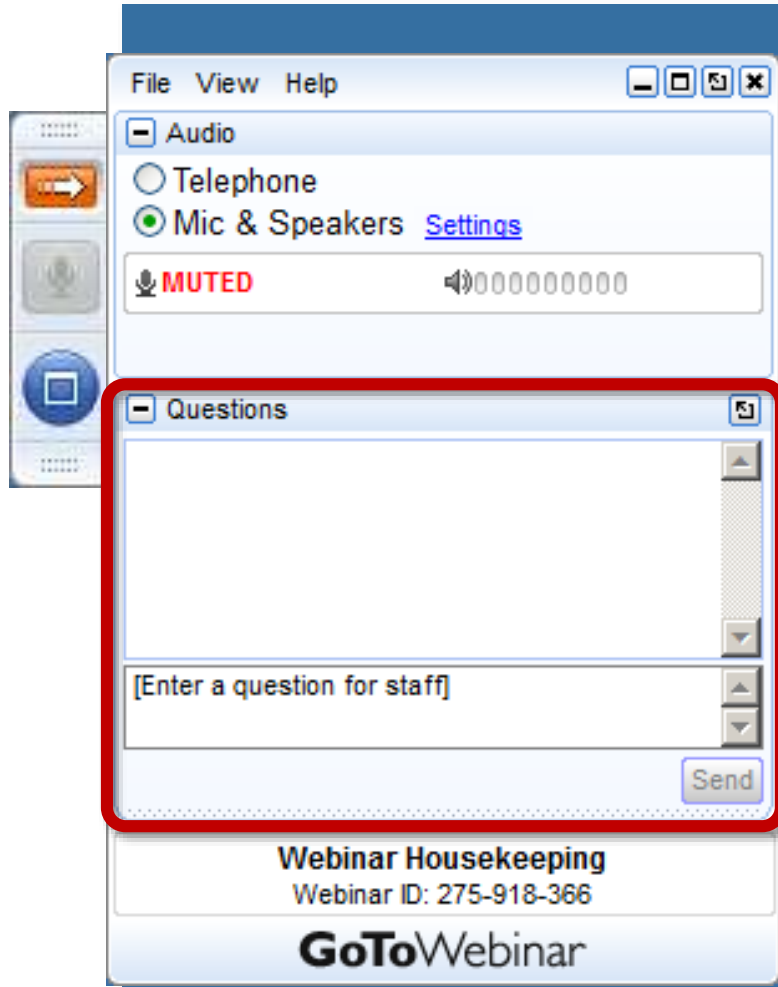 File View Help
Audio
Telephone
Mic & Speakers Settings
MUTED
Questions
[Enter a question for staff]
Send
Webinar Housekeeping
Webinar ID: 275-918-366
GoToWebinar